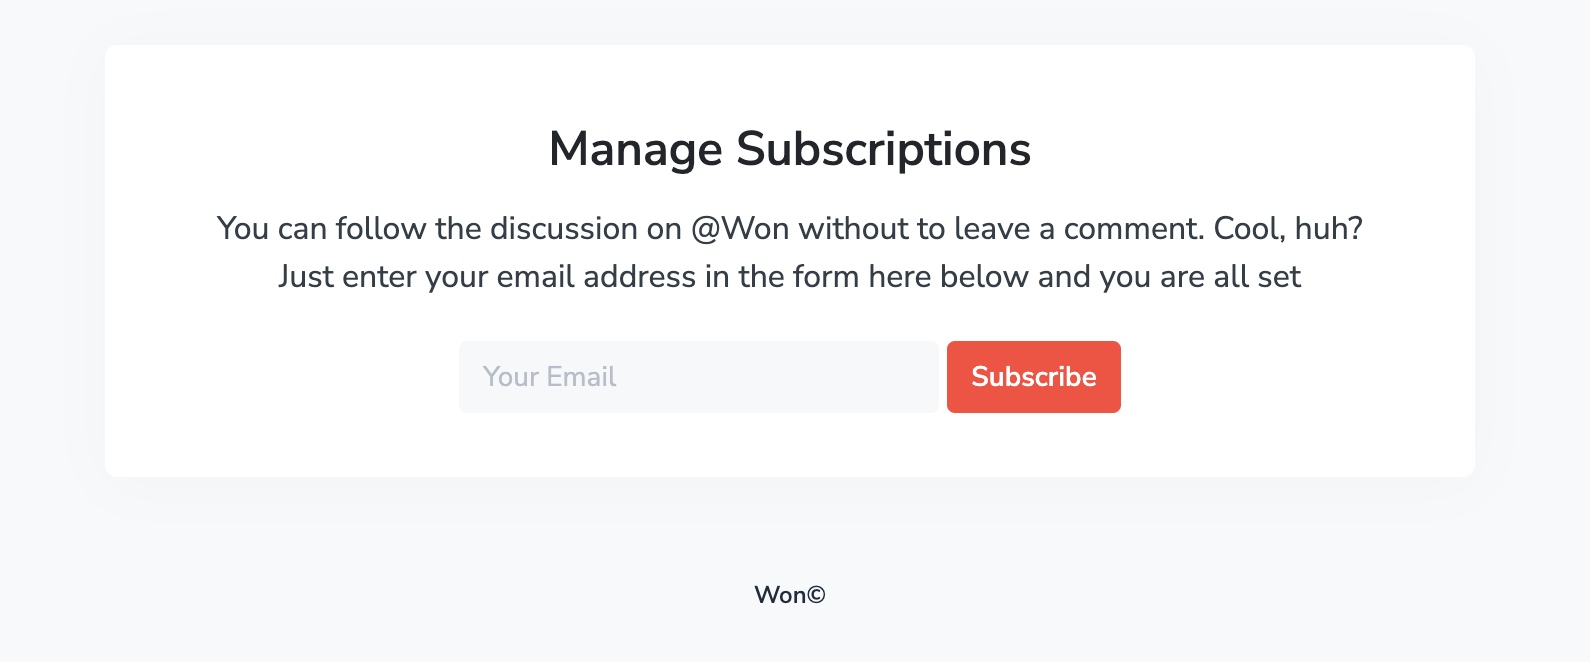 Manage Subscriptions
You can follow the discussion on @Won without to leave a comment. Cool, huh?
Just enter your email address in the form here below and you are all set
Your Email
Subscribe
Won©